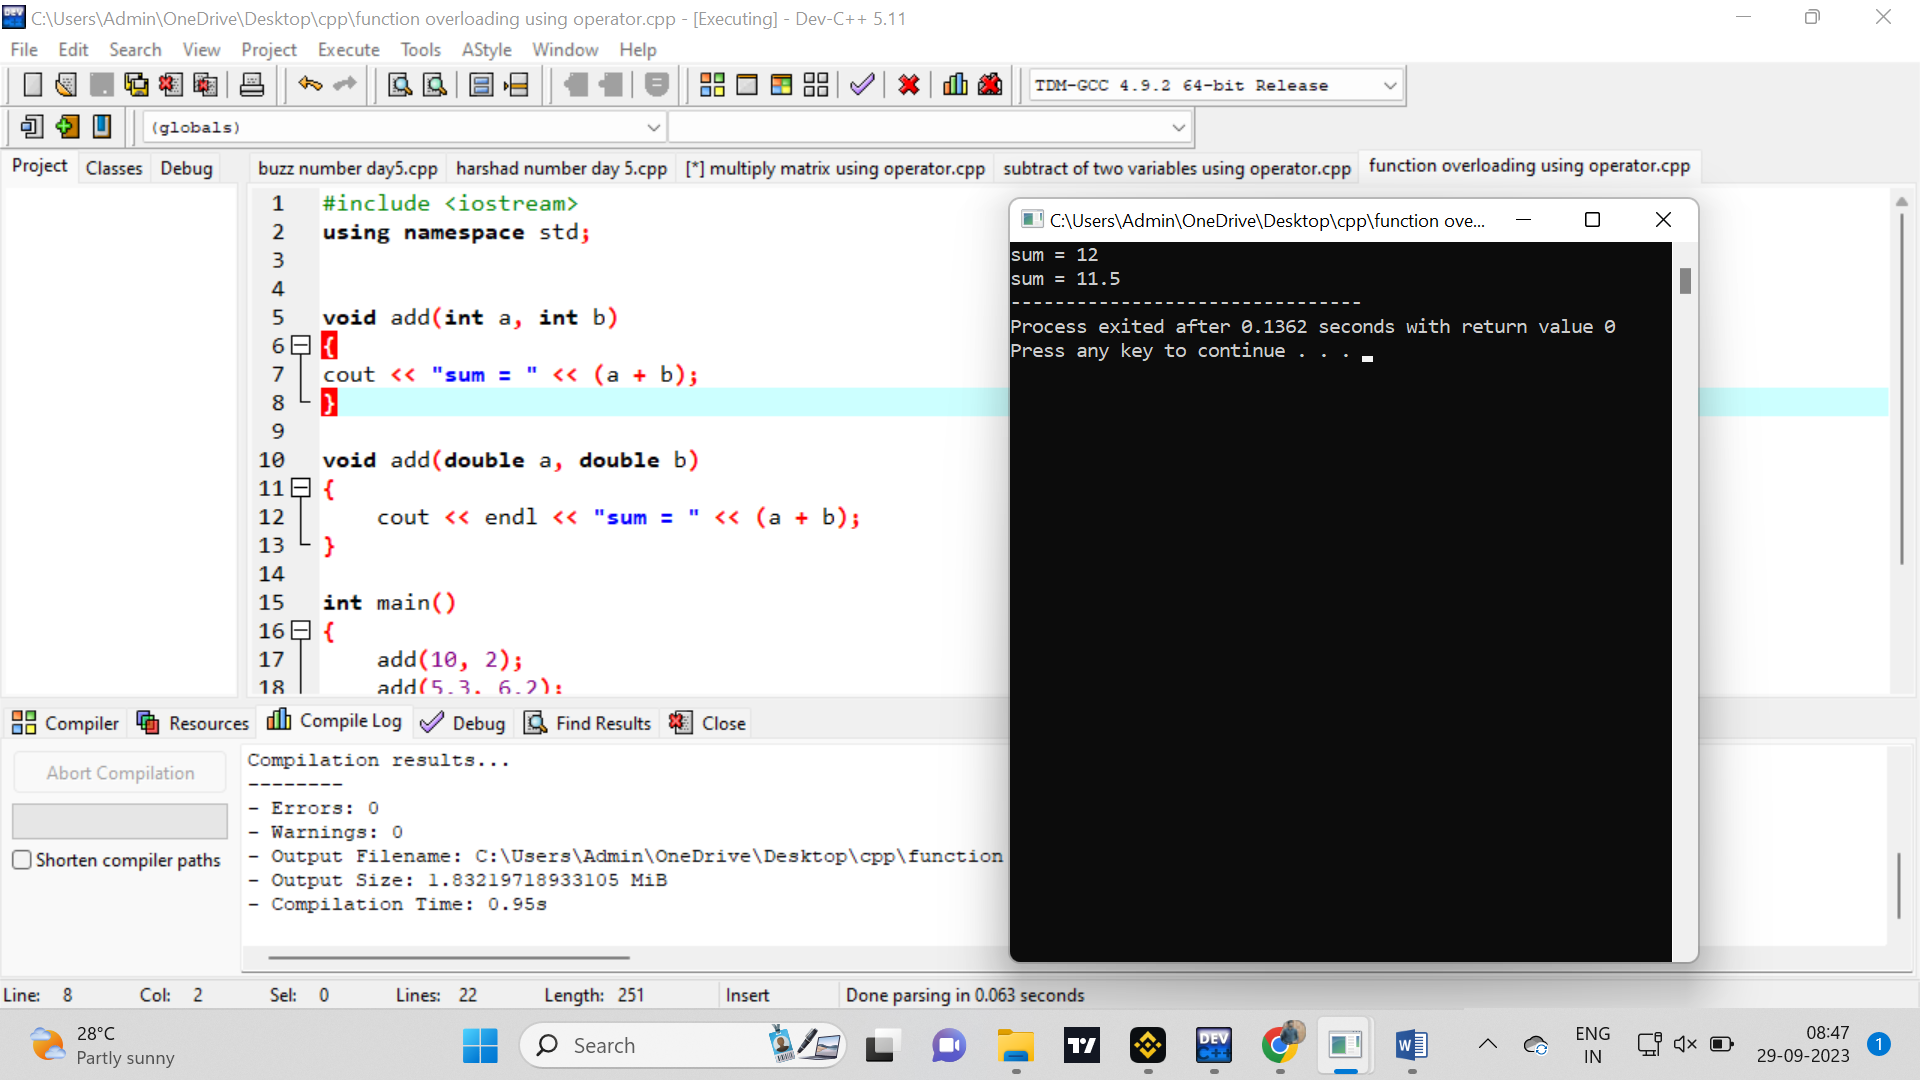 C:\Users\Admin\OneDrive\Desktop\cpp\function overloading using operator.cpp - [Executing] - Dev-C++ 5.11
File Edit Search View Project Execute Tools AStyle Window Help
TDM-GCC 4.9.2 64-bit Release
(globals)
Project Classes Debug
buzz number day5.cpp harshad number day 5.cpp [*] multiply matrix using operator.cpp subtract of two variables using operator.cpp function overloading using operator.cpp
1 #include <iostream>
2 using namespace std;
3
4
5 void add(int a, int b)
6 {
7 cout << "sum = " << (a + b);
8 }
9
10 void add(double a, double b)
11 {
12 cout << endl << "sum = " << (a + b);
13 }
14
15 int main()
16 {
17 add(10, 2);
18 add(5.3, 6.2);
C:\Users\Admin\OneDrive\Desktop\cpp\function ove...
sum = 12
sum = 11.5
--------------------------------
Process exited after 0.1362 seconds with return value 0
Press any key to continue . . .
Compiler Resources Compile Log Debug Find Results Close
Abort Compilation
Shorten compiler paths
Compilation results...
--------
- Errors: 0
- Warnings: 0
- Output Filename: C:\Users\Admin\OneDrive\Desktop\cpp\function
- Output Size: 1.83219718933105 MiB
- Compilation Time: 0.95s
Line: 8 Col: 2 Sel: 0 Lines: 22 Length: 251 Insert Done parsing in 0.063 seconds
28°C
Partly sunny
Search
DEV
C++
ENG
IN
08:47
29-09-2023
1